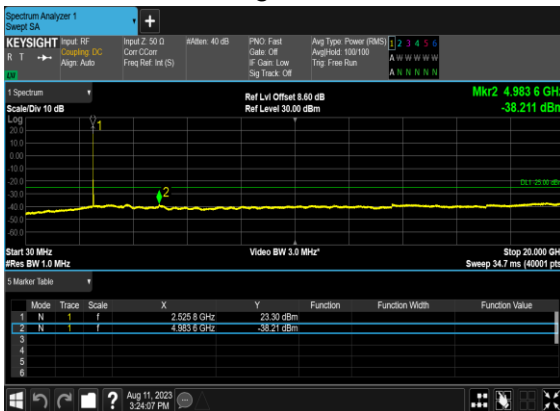 Spectrum Analyzer 1
Swept SA
KEYSIGHT Input: RF Input Z: 50 Ω #Atten: 40 dB PNO: Fast Avg Type: Power (RMS) 1 2 3 4 5 6
R T Coupling: DC Corr CCorr Gate: Off Avg|Hold: 100/100 A W W W W W
Align: Auto Freq Ref: Int (S) IF Gain: Low Trig: Free Run
LV Sig Track: Off A N N N N N
1 Spectrum Ref Lvl Offset 8.60 dB Mkr2 4.983 6 GHz
Scale/Div 10 dB Ref Level 30.00 dBm -38.211 dBm
Log
20.0 1
10.0
0.00
-10.0
-20.0 DL1 -25.00 dBm
-30.0 2
-40.0
-50.0
-60.0
Start 30 MHz Video BW 3.0 MHz* Stop 20.000 GHz
#Res BW 1.0 MHz Sweep 34.7 ms (40001 pts)
5 Marker Table
Mode Trace Scale X Y Function Function Width Function Value
1 N 1 f 2.525 8 GHz 23.30 dBm
2 N 1 f 4.983 6 GHz -38.21 dBm
3
4
5
6
? Aug 11, 2023
3:24:07 PM